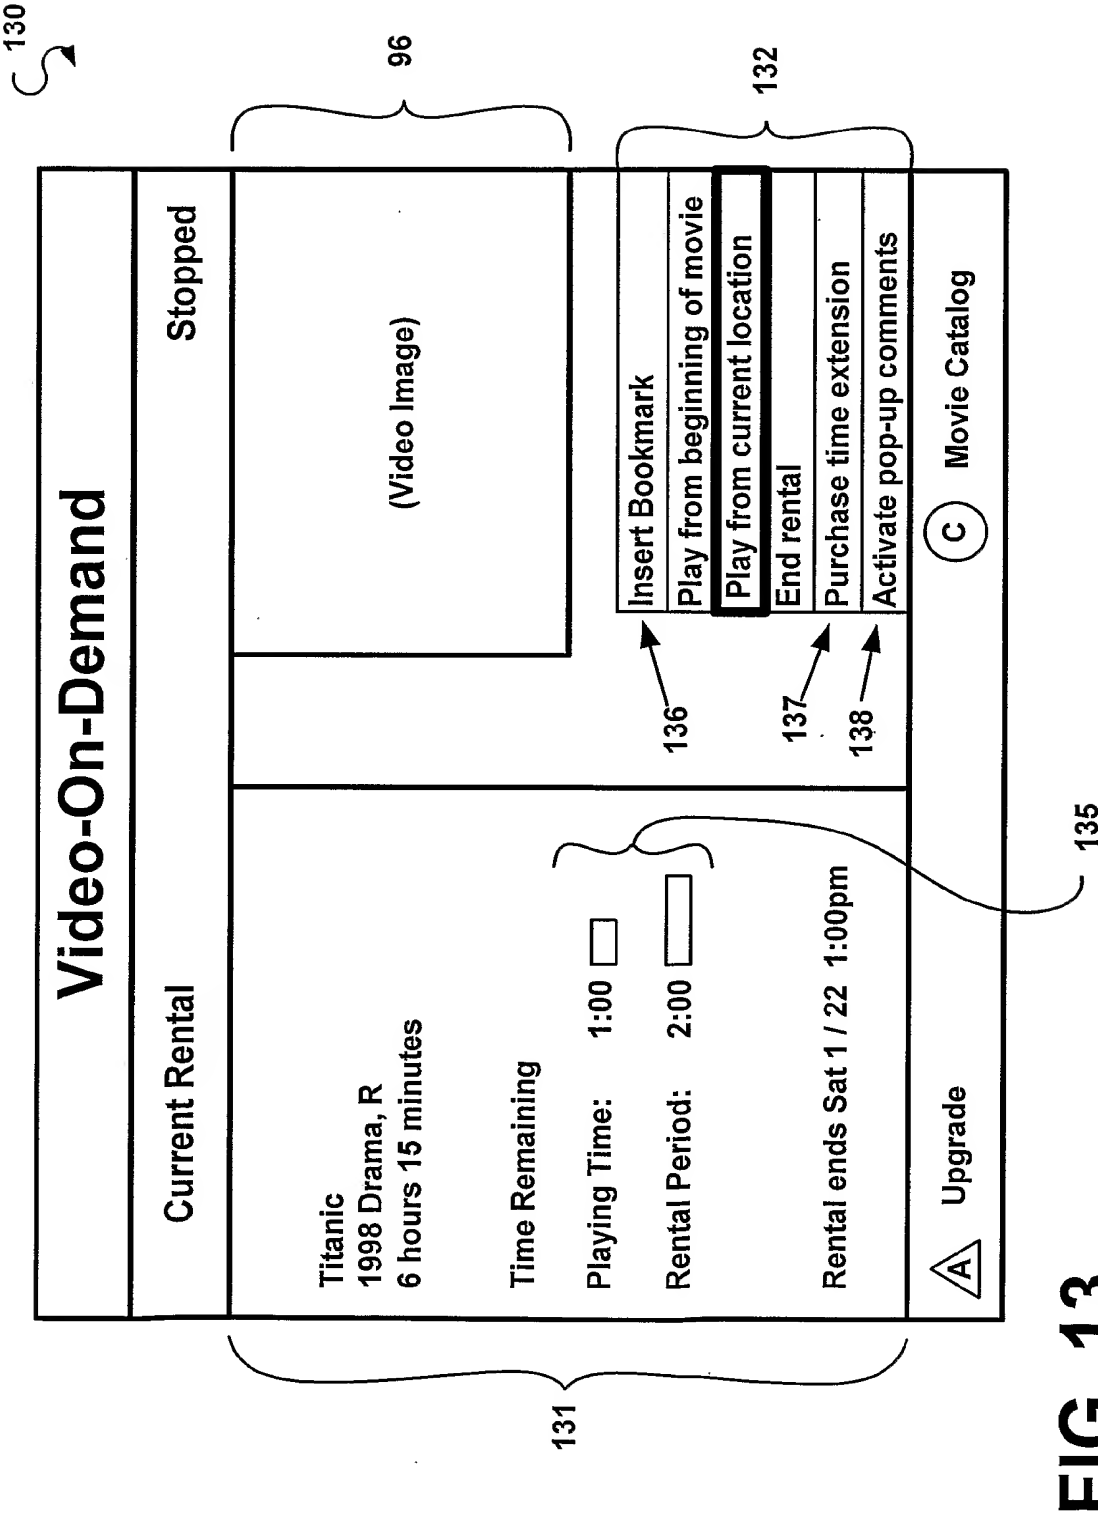 130
Video-On-Demand
Current Rental
Stopped
Titanic
1998 Drama, R
6 hours 15 minutes
Time Remaining
Playing Time: 1:00
Rental Period: 2:00
Rental ends Sat 1 / 22 1:00pm
(Video Image)
96
Insert Bookmark
Play from beginning of movie
Play from current location
End rental
Purchase time extension
Activate pop-up comments
132
136
137
138
131
135
A Upgrade
C Movie Catalog
FIG 13